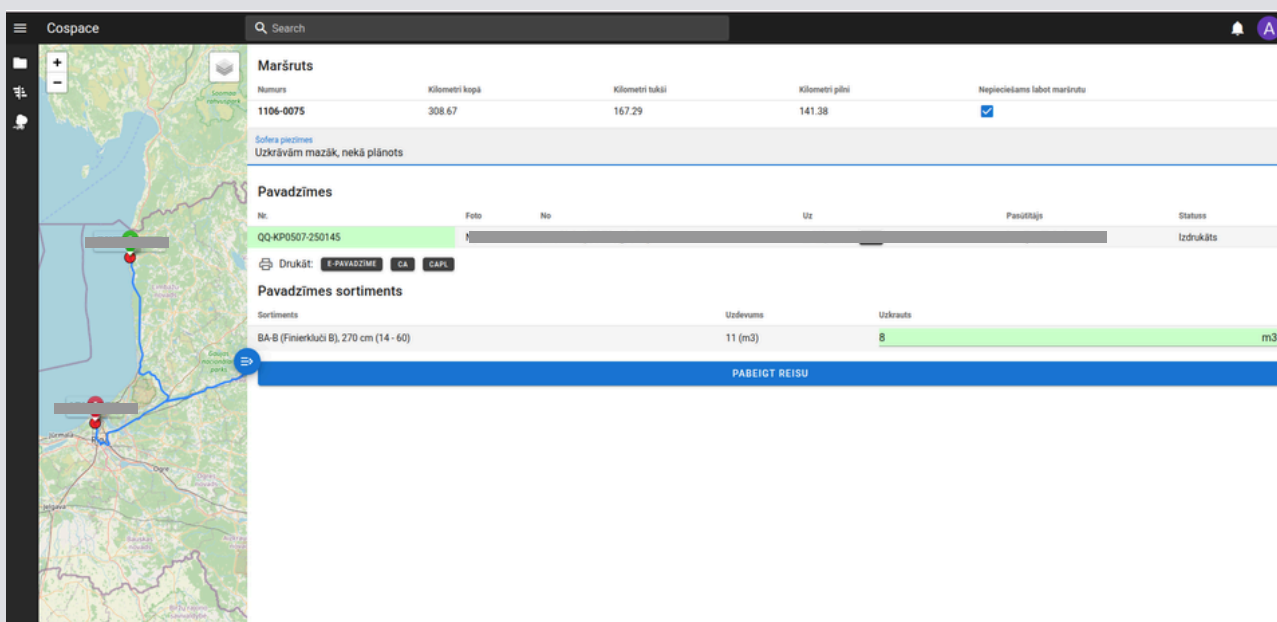 Cospace
Search
A
+
−
Maršruts
Numurs Kilometri kopā Kilometri tukši Kilometri pilni Nepieciešams labot maršrutu
1106-0075 308.67 167.29 141.38
Šofera piezīmes
Uzkrāvām mazāk, nekā plānots
Pavadzīmes
Nr. Foto No Uz Pasūtītājs Statuss
QQ-KP0507-250145 Izdrukāts
Drukāt: E-PAVADZĪME CA CAPL
Pavadzīmes sortiments
Sortiments Uzdevums Uzkrauts
BA-B (Finierkluči B), 270 cm (14 - 60) 11 (m3) 8 m3
PABEIGT REISU
Jūrmala
Ogre
Jelgava